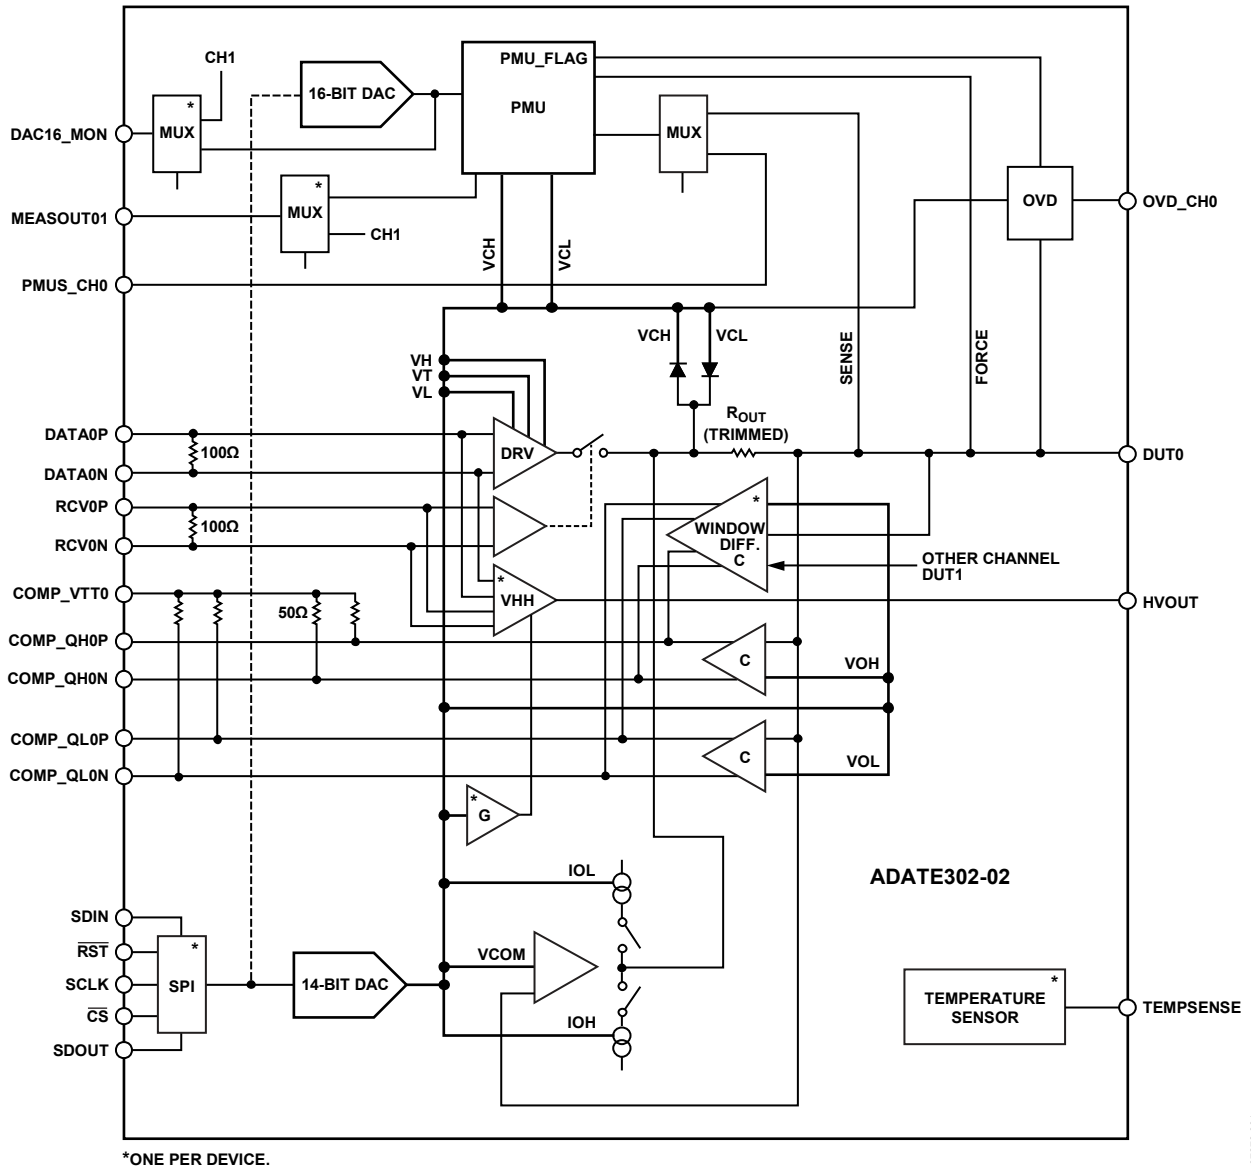 CH1
PMU_FLAG
16-BIT DAC
PMU
*
DAC16_MON
MUX
MUX
*
MEASOUT01
MUX
CH1
OVD
OVD_CH0
PMUS_CH0
VCH
VCL
VCH
VCL
SENSE
FORCE
VH
VT
VL
ROUT
(TRIMMED)
DATA0P
100Ω
DRV
DUT0
DATA0N
RCV0P
100Ω
RCV0N
*
WINDOW
DIFF.
C
OTHER CHANNEL
DUT1
COMP_VTT0
*
VHH
HVOUT
50Ω
COMP_QH0P
COMP_QH0N
C
VOH
COMP_QL0P
COMP_QL0N
C
VOL
*
G
IOL
ADATE302-02
SDIN
RST
SCLK
CS
SDOUT
*
SPI
14-BIT DAC
VCOM
IOH
*
TEMPERATURE
SENSOR
TEMPSENSE
*ONE PER DEVICE.